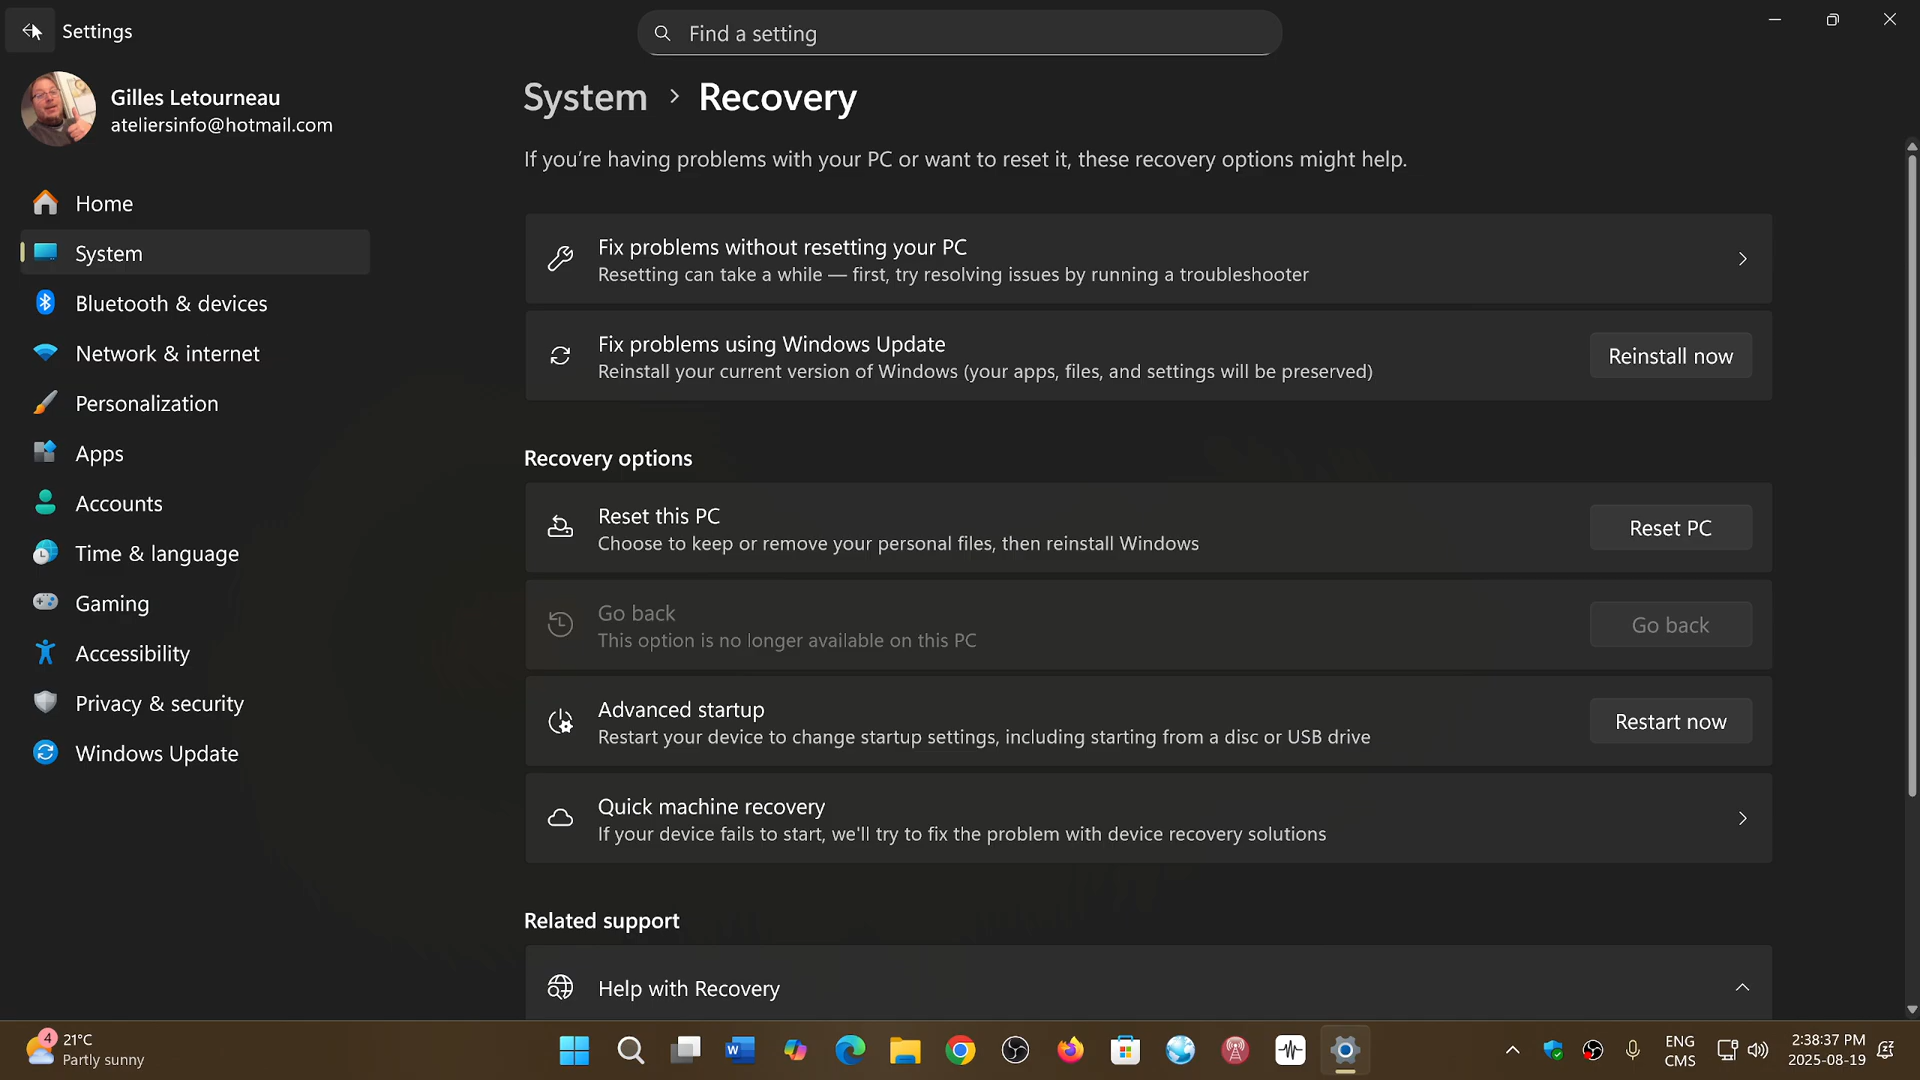 Settings
Find a setting
Gilles Letourneau
ateliersinfo@hotmail.com
Home
System
Bluetooth & devices
Network & internet
Personalization
Apps
Accounts
Time & language
Gaming
Accessibility
Privacy & security
Windows Update
System > Recovery
If you're having problems with your PC or want to reset it, these recovery options might help.
Fix problems without resetting your PC
Resetting can take a while — first, try resolving issues by running a troubleshooter
Fix problems using Windows Update
Reinstall your current version of Windows (your apps, files, and settings will be preserved)
Reinstall now
Recovery options
Reset this PC
Choose to keep or remove your personal files, then reinstall Windows
Reset PC
Go back
This option is no longer available on this PC
Go back
Advanced startup
Restart your device to change startup settings, including starting from a disc or USB drive
Restart now
Quick machine recovery
If your device fails to start, we'll try to fix the problem with device recovery solutions
Related support
Help with Recovery
4
21°C
Partly sunny
W
ENG
CMS
2:38:37 PM
2025-08-19